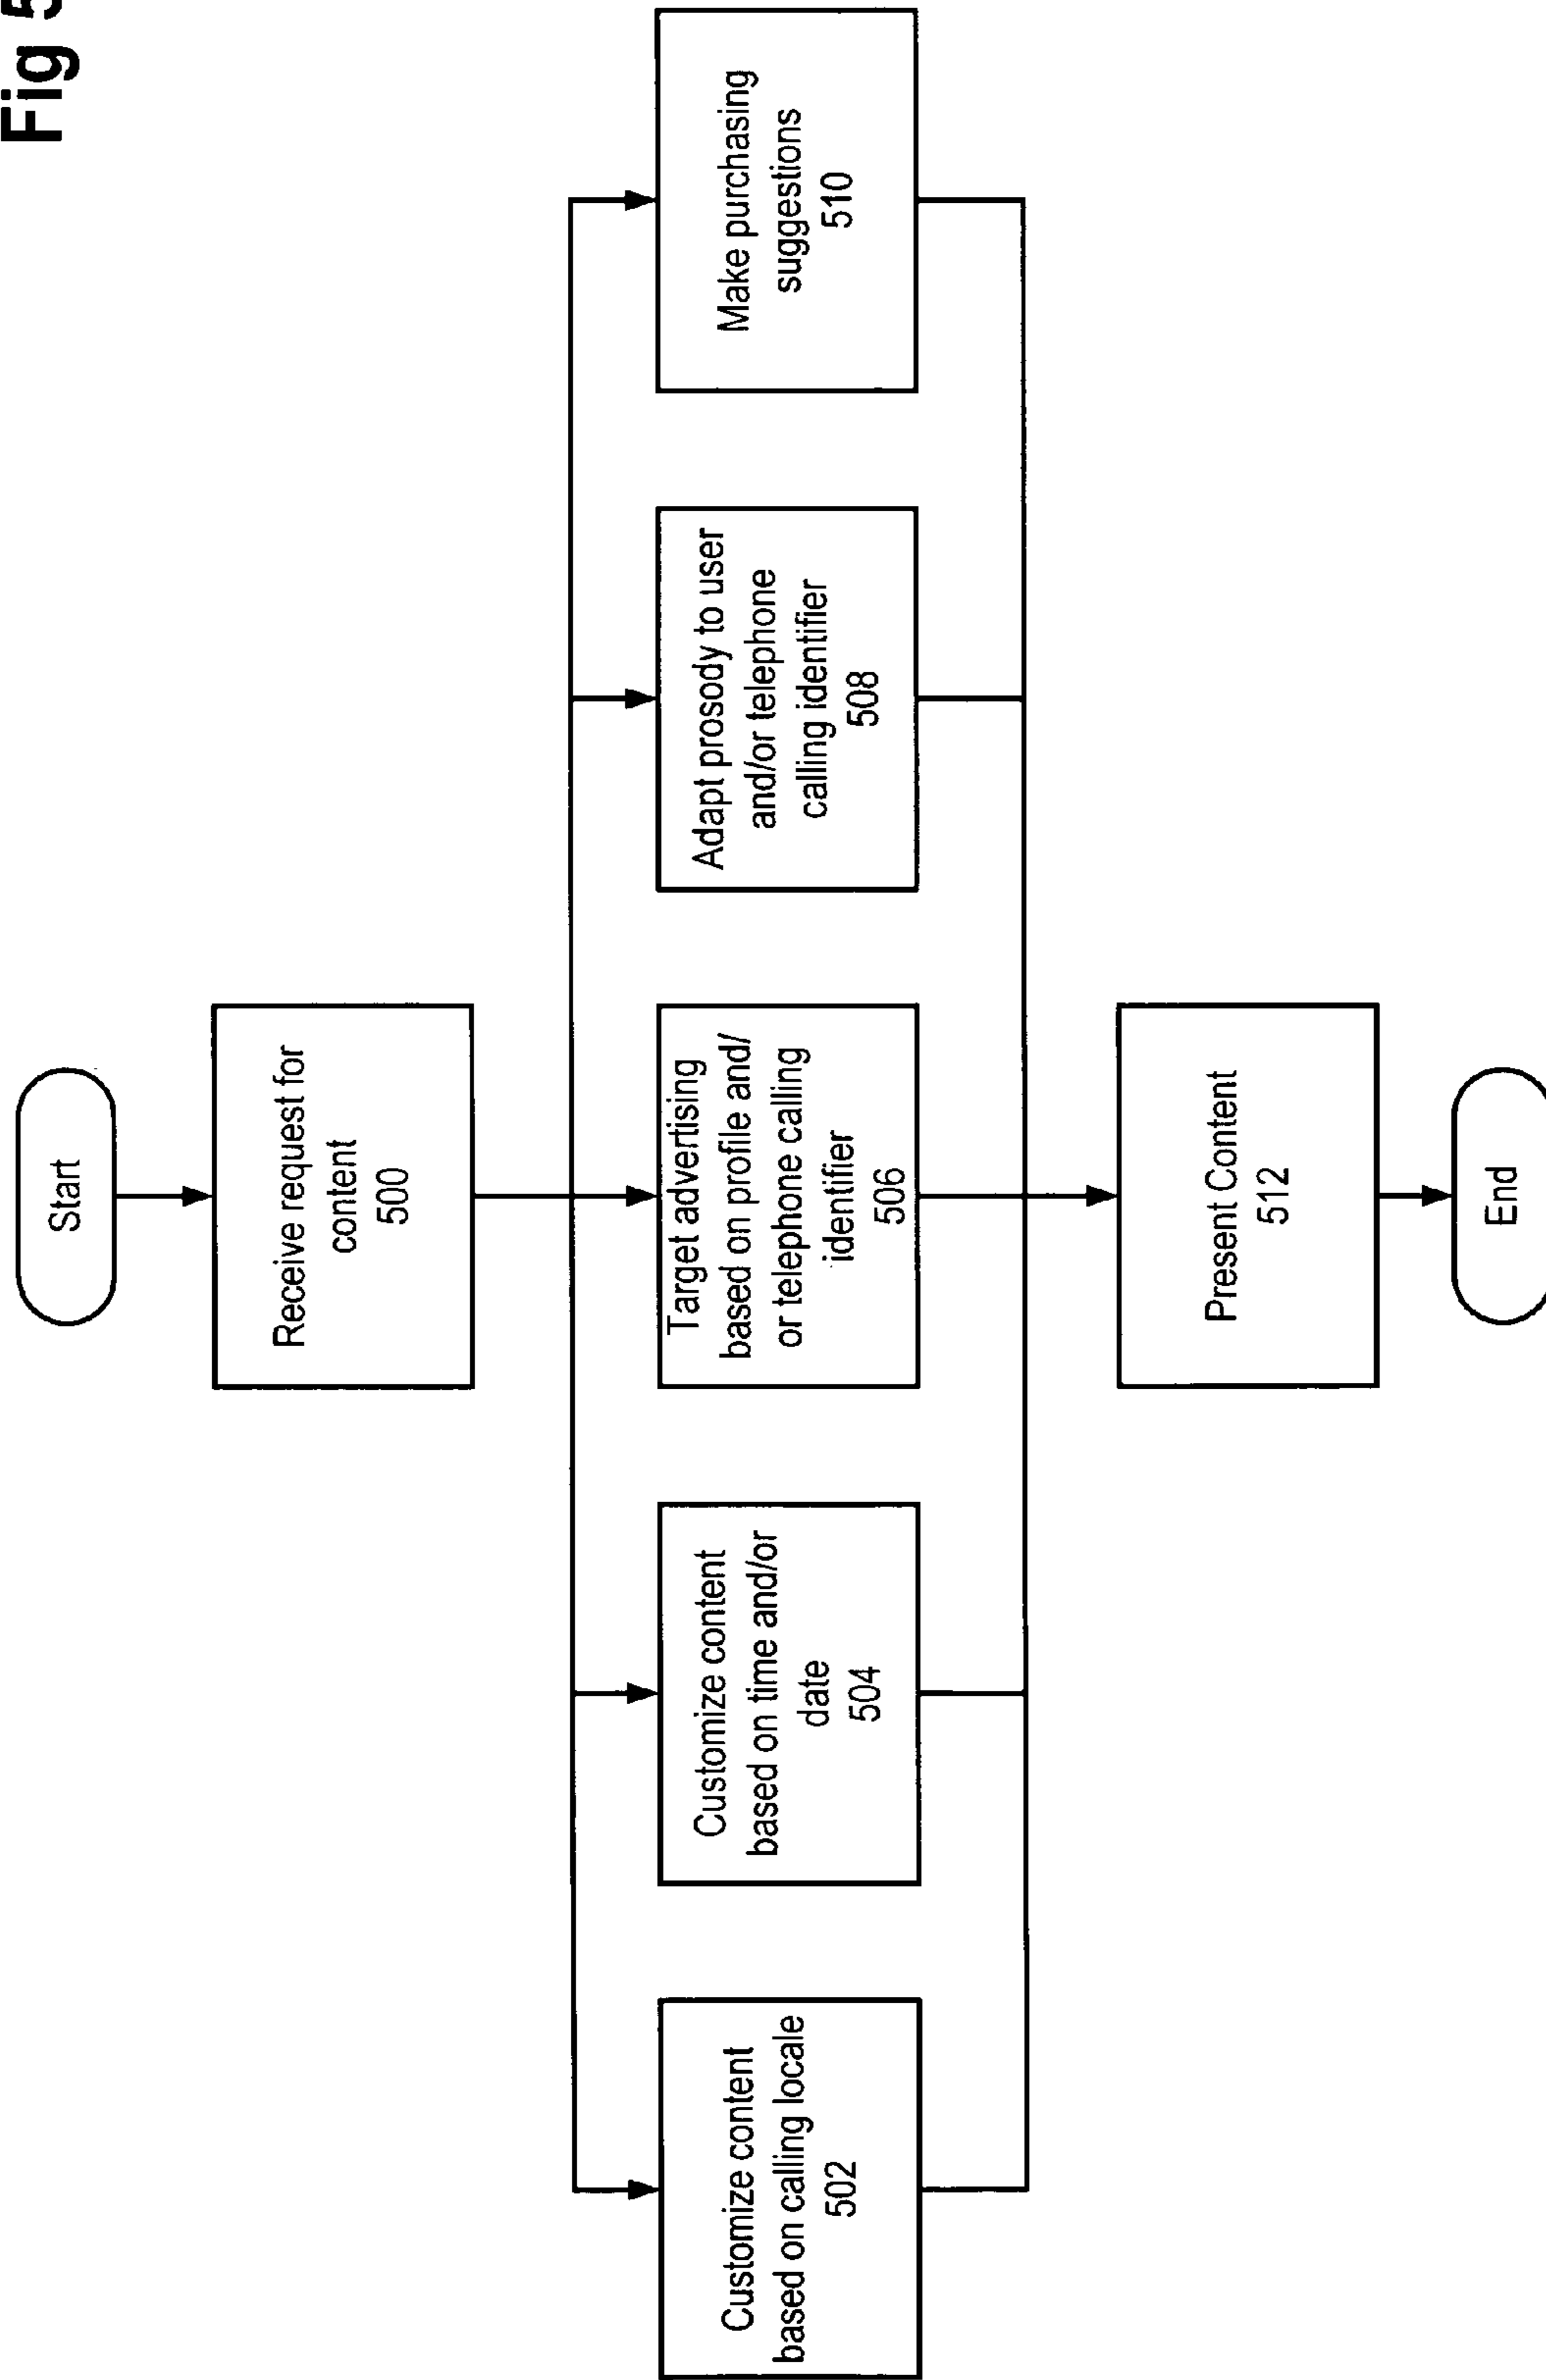 Fig 5
Start
Receive request for
content
500
Customize content
based on calling locale
502
Customize content
based on time and/or
date
504
Target advertising
based on profile and/
or telephone calling
identifier
506
Adapt prosody to user
and/or telephone
calling identifier
508
Make purchasing
suggestions
510
Present Content
512
End